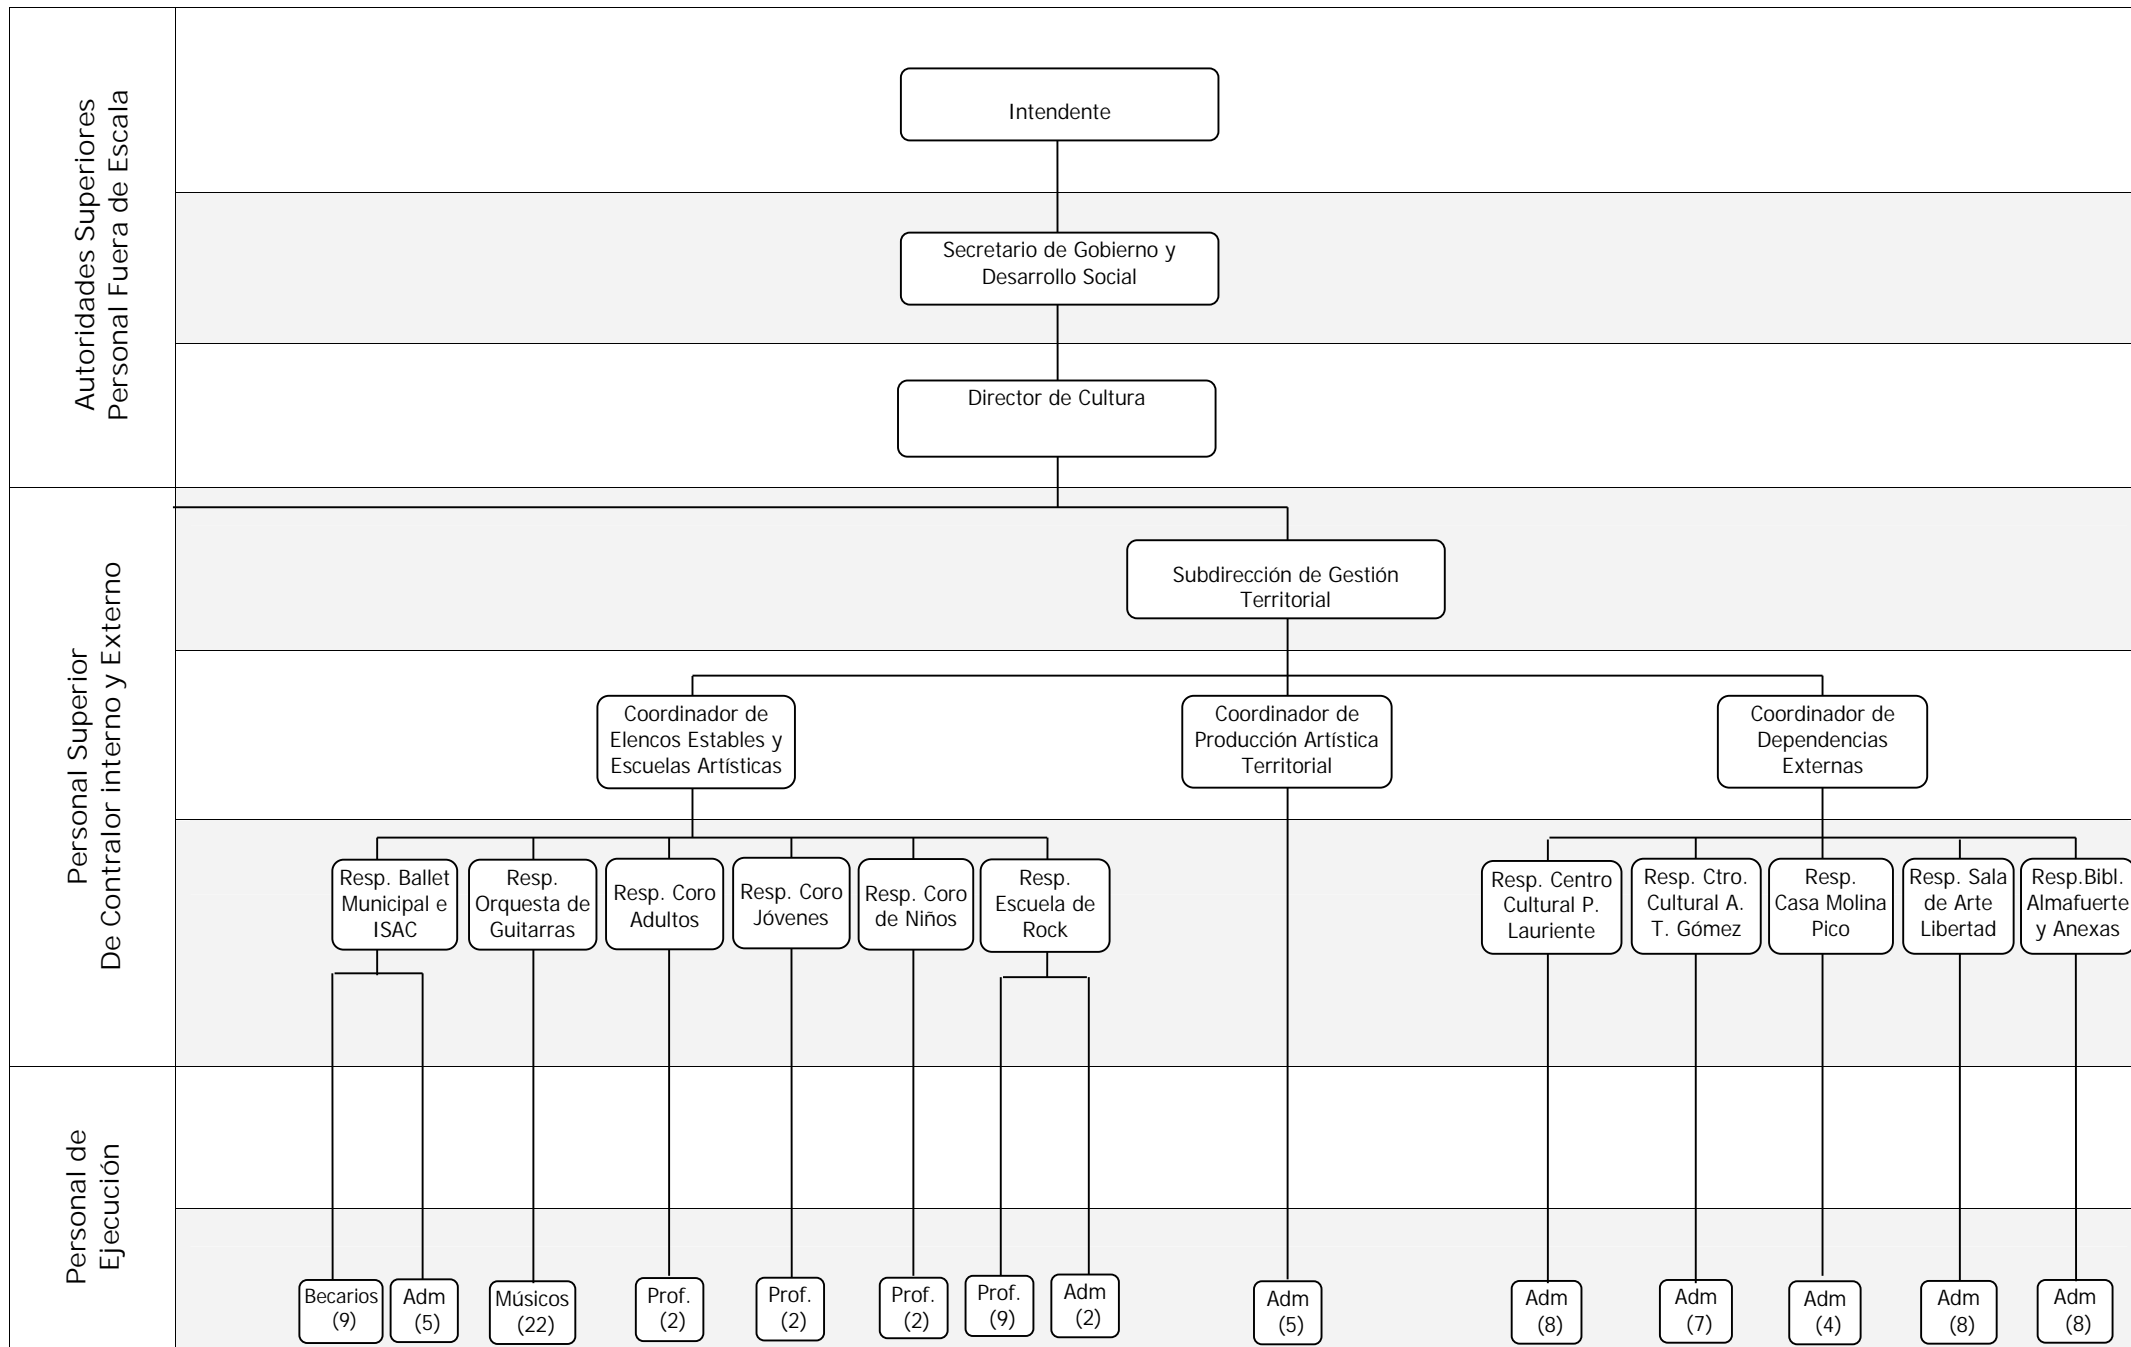 Autoridades Superiores
Personal Fuera de Escala
Intendente
Secretario de Gobierno y
Desarrollo Social
Director de Cultura
Personal Superior
De Contralor interno y Externo
Subdirección de Gestión
Territorial
Coordinador de
Elencos Estables y
Escuelas Artísticas
Coordinador de
Producción Artística
Territorial
Coordinador de
Dependencias
Externas
Resp. Ballet
Municipal e
ISAC
Resp.
Orquesta de
Guitarras
Resp. Coro
Adultos
Resp. Coro
Jóvenes
Resp. Coro
de Niños
Resp.
Escuela de
Rock
Resp. Centro
Cultural P.
Lauriente
Resp. Ctro.
Cultural A.
T. Gómez
Resp.
Casa Molina
Pico
Resp. Sala
de Arte
Libertad
Resp.Bibl.
Almafuerte
y Anexas
Personal de
Ejecución
Becarios
(9)
Adm
(5)
Músicos
(22)
Prof.
(2)
Prof.
(2)
Prof.
(2)
Prof.
(9)
Adm
(2)
Adm
(5)
Adm
(8)
Adm
(7)
Adm
(4)
Adm
(8)
Adm
(8)